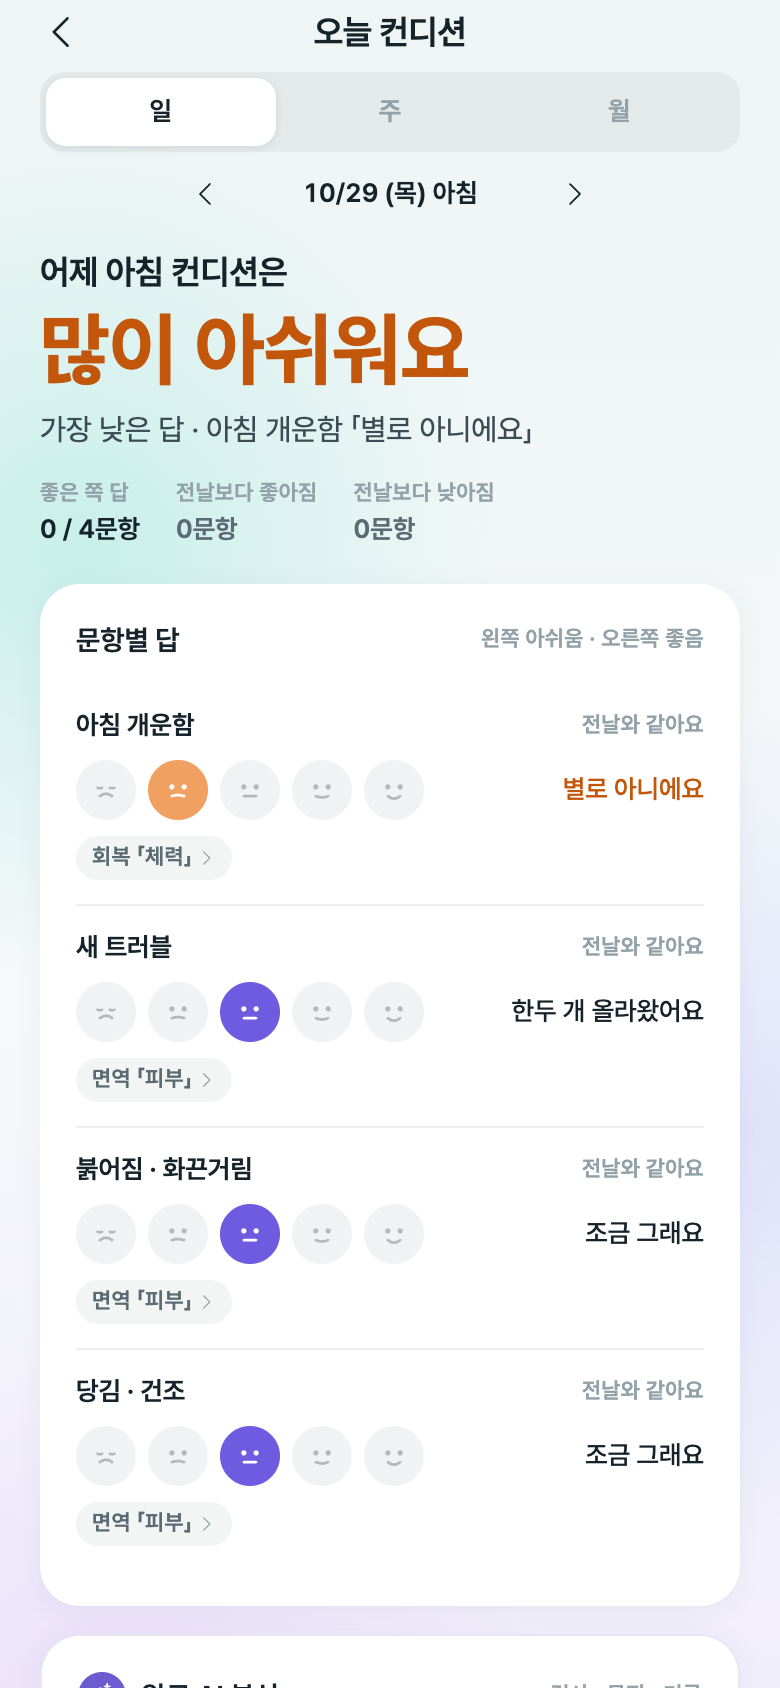 오늘 컨디션
일 주 월
10/29 (목) 아침
어제 아침 컨디션은
많이 아쉬워요
가장 낮은 답 · 아침 개운함 「별로 아니에요」
좋은 쪽 답 전날보다 좋아짐 전날보다 낮아짐
0 / 4문항 0문항 0문항
문항별 답 왼쪽 아쉬움 · 오른쪽 좋음
아침 개운함 전날와 같아요
별로 아니에요
회복 「체력」
새 트러블 전날와 같아요
한두 개 올라왔어요
면역 「피부」
붉어짐 · 화끈거림 전날와 같아요
조금 그래요
면역 「피부」
당김 · 건조 전날와 같아요
조금 그래요
면역 「피부」